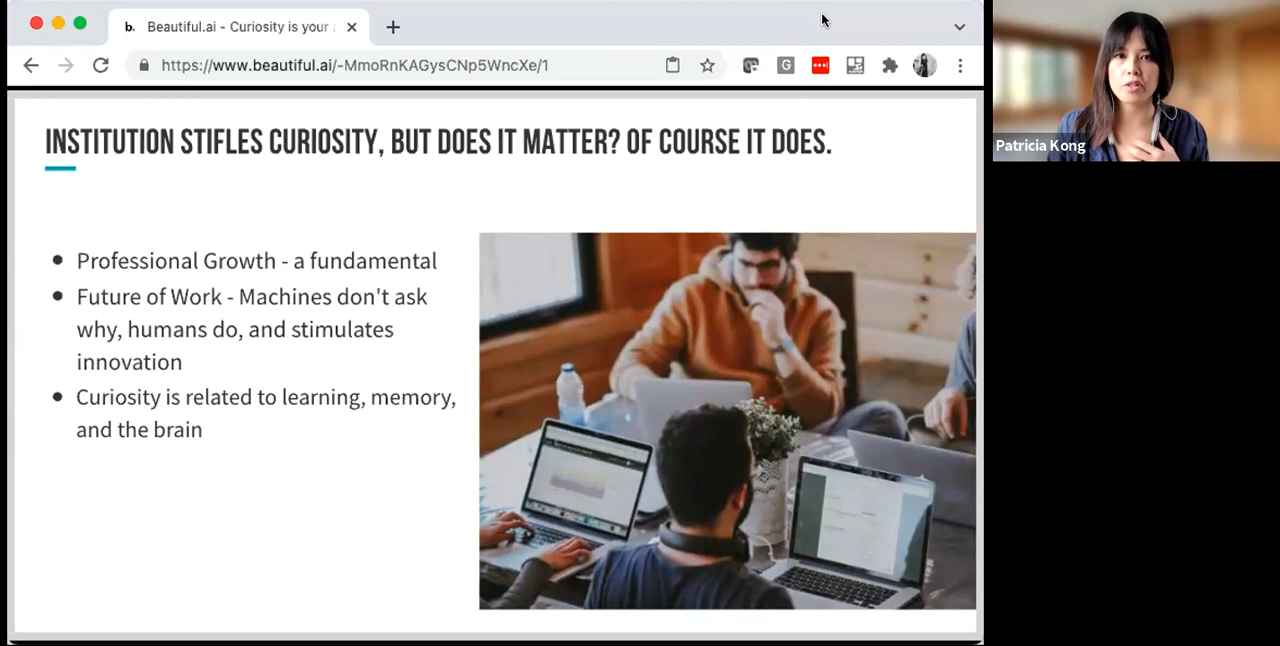 b. Beautiful.ai - Curiosity is your
https://www.beautiful.ai/-MmoRnKAGysCNp5WncXe/1
INSTITUTION STIFLES CURIOSITY, BUT DOES IT MATTER? OF COURSE IT DOES.
Professional Growth - a fundamental
Future of Work - Machines don't ask
why, humans do, and stimulates
innovation
Curiosity is related to learning, memory,
and the brain
Patricia Kong